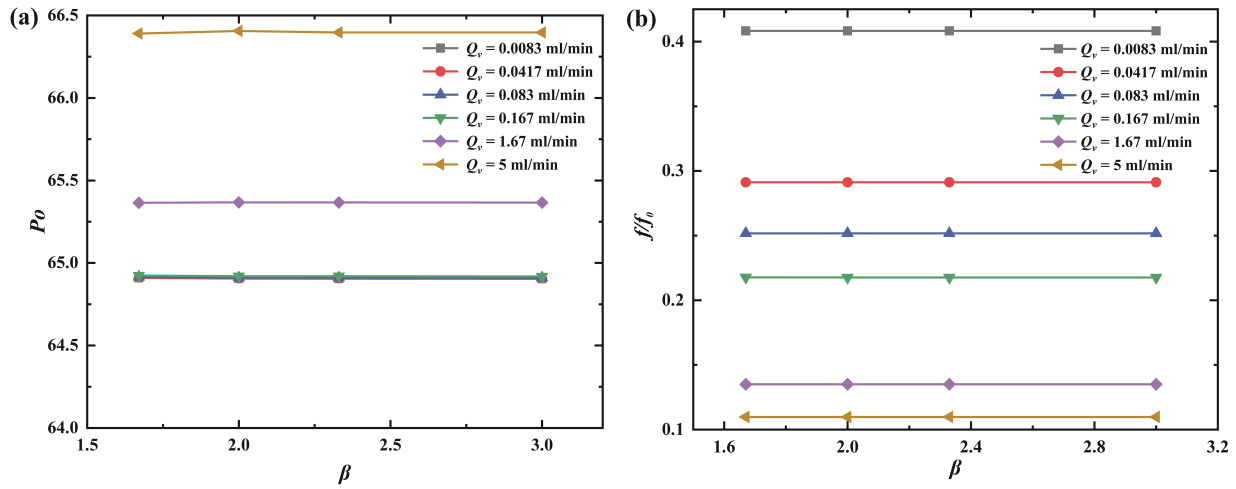 (a)
66.5
66.0
65.5
65.0
64.5
64.0
Po
1.5
2.0
2.5
3.0
β
Qv = 0.0083 ml/min
Qv = 0.0417 ml/min
Qv = 0.083 ml/min
Qv = 0.167 ml/min
Qv = 1.67 ml/min
Qv = 5 ml/min
(b)
0.4
0.3
0.2
0.1
f/f0
1.6
2.0
2.4
2.8
3.2
β
Qv = 0.0083 ml/min
Qv = 0.0417 ml/min
Qv = 0.083 ml/min
Qv = 0.167 ml/min
Qv = 1.67 ml/min
Qv = 5 ml/min